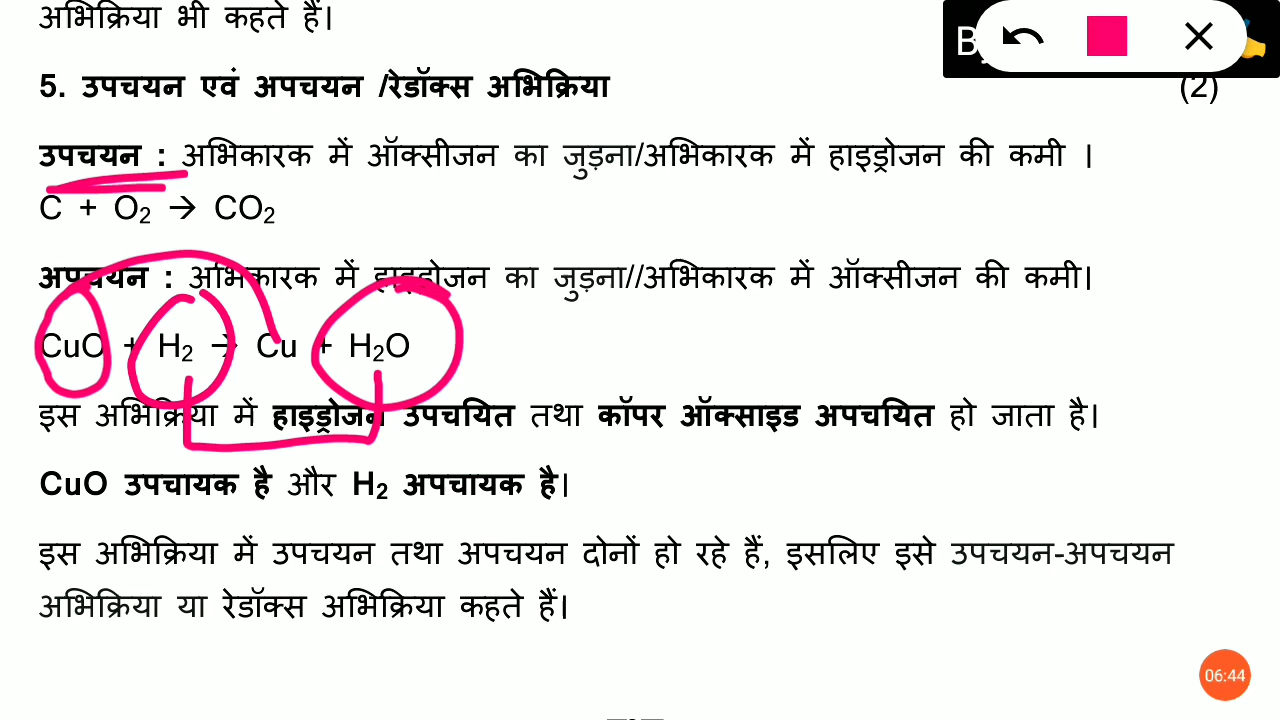 अभिक्रिया भी कहते हैं।
B
5. उपचयन एवं अपचयन /रेडॉक्स अभिक्रिया (2)
उपचयन : अभिकारक में ऑक्सीजन का जुड़ना/अभिकारक में हाइड्रोजन की कमी ।
C + O₂ → CO₂
अपचयन : अभिकारक में हाइड्रोजन का जुड़ना//अभिकारक में ऑक्सीजन की कमी।
CuO + H₂ → Cu + H₂O
इस अभिक्रिया में हाइड्रोजन उपचयित तथा कॉपर ऑक्साइड अपचयित हो जाता है।
CuO उपचायक है और H₂ अपचायक है।
इस अभिक्रिया में उपचयन तथा अपचयन दोनों हो रहे हैं, इसलिए इसे उपचयन-अपचयन
अभिक्रिया या रेडॉक्स अभिक्रिया कहते हैं।
06:44